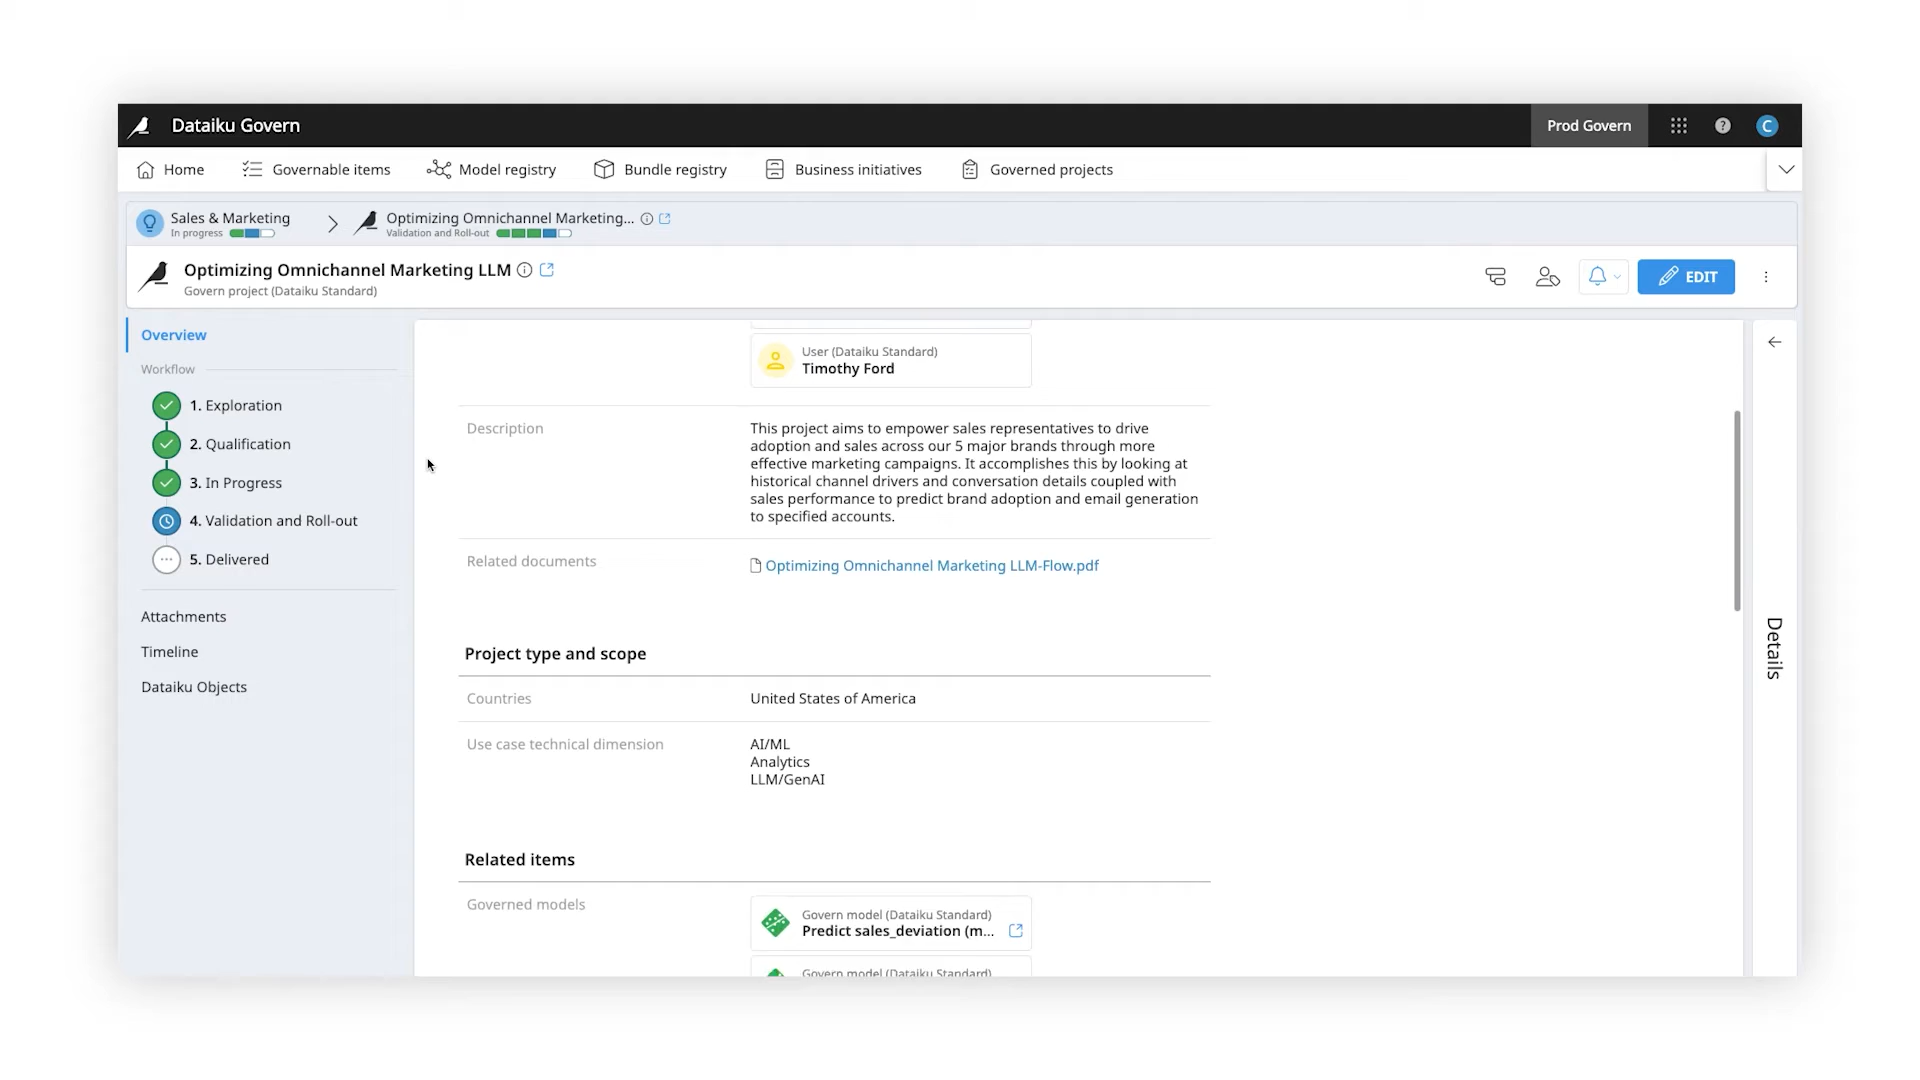 Dataiku Govern
Prod Govern
?
C
Home
Governable items
Model registry
Bundle registry
Business initiatives
Governed projects
Sales & Marketing
In progress
Optimizing Omnichannel Marketing...
Validation and Roll-out
Optimizing Omnichannel Marketing LLM
Govern project (Dataiku Standard)
EDIT
Overview
Workflow
1. Exploration
2. Qualification
3. In Progress
4. Validation and Roll-out
5. Delivered
Attachments
Timeline
Dataiku Objects
User (Dataiku Standard)
Timothy Ford
Description
This project aims to empower sales representatives to drive
adoption and sales across our 5 major brands through more
effective marketing campaigns. It accomplishes this by looking at
historical channel drivers and conversation details coupled with
sales performance to predict brand adoption and email generation
to specified accounts.
Related documents
Optimizing Omnichannel Marketing LLM-Flow.pdf
Project type and scope
Countries
United States of America
Use case technical dimension
AI/ML
Analytics
LLM/GenAI
Related items
Governed models
Govern model (Dataiku Standard)
Predict sales_deviation (m...
Govern model (Dataiku Standard)
Details